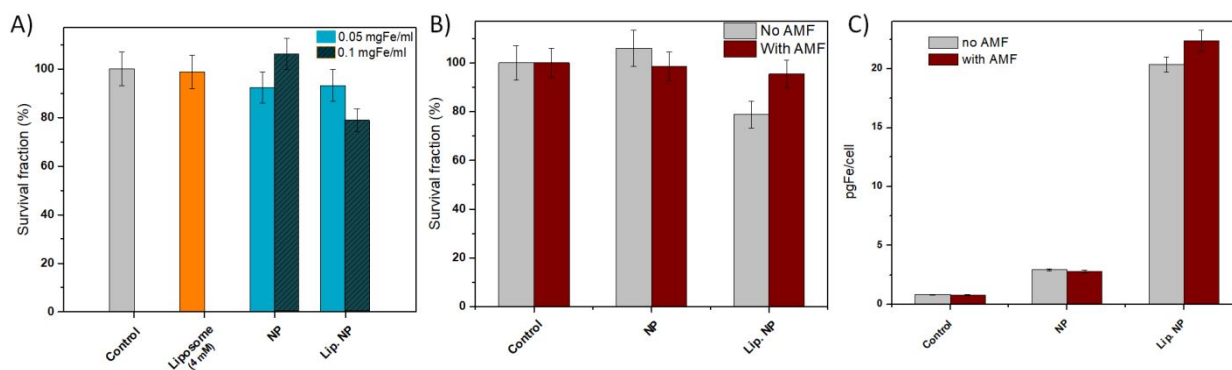 A)
0.05 mgFe/ml
0.1 mgFe/ml
Survival fraction (%)
100
80
60
40
20
0
Control
Liposome
(4 mM)
NP
Lip. NP
B)
No AMF
With AMF
Survival fraction (%)
100
80
60
40
20
0
Control
NP
Lip. NP
C)
no AMF
with AMF
pgFe/cell
20
15
10
5
0
Control
NP
Lip. NP